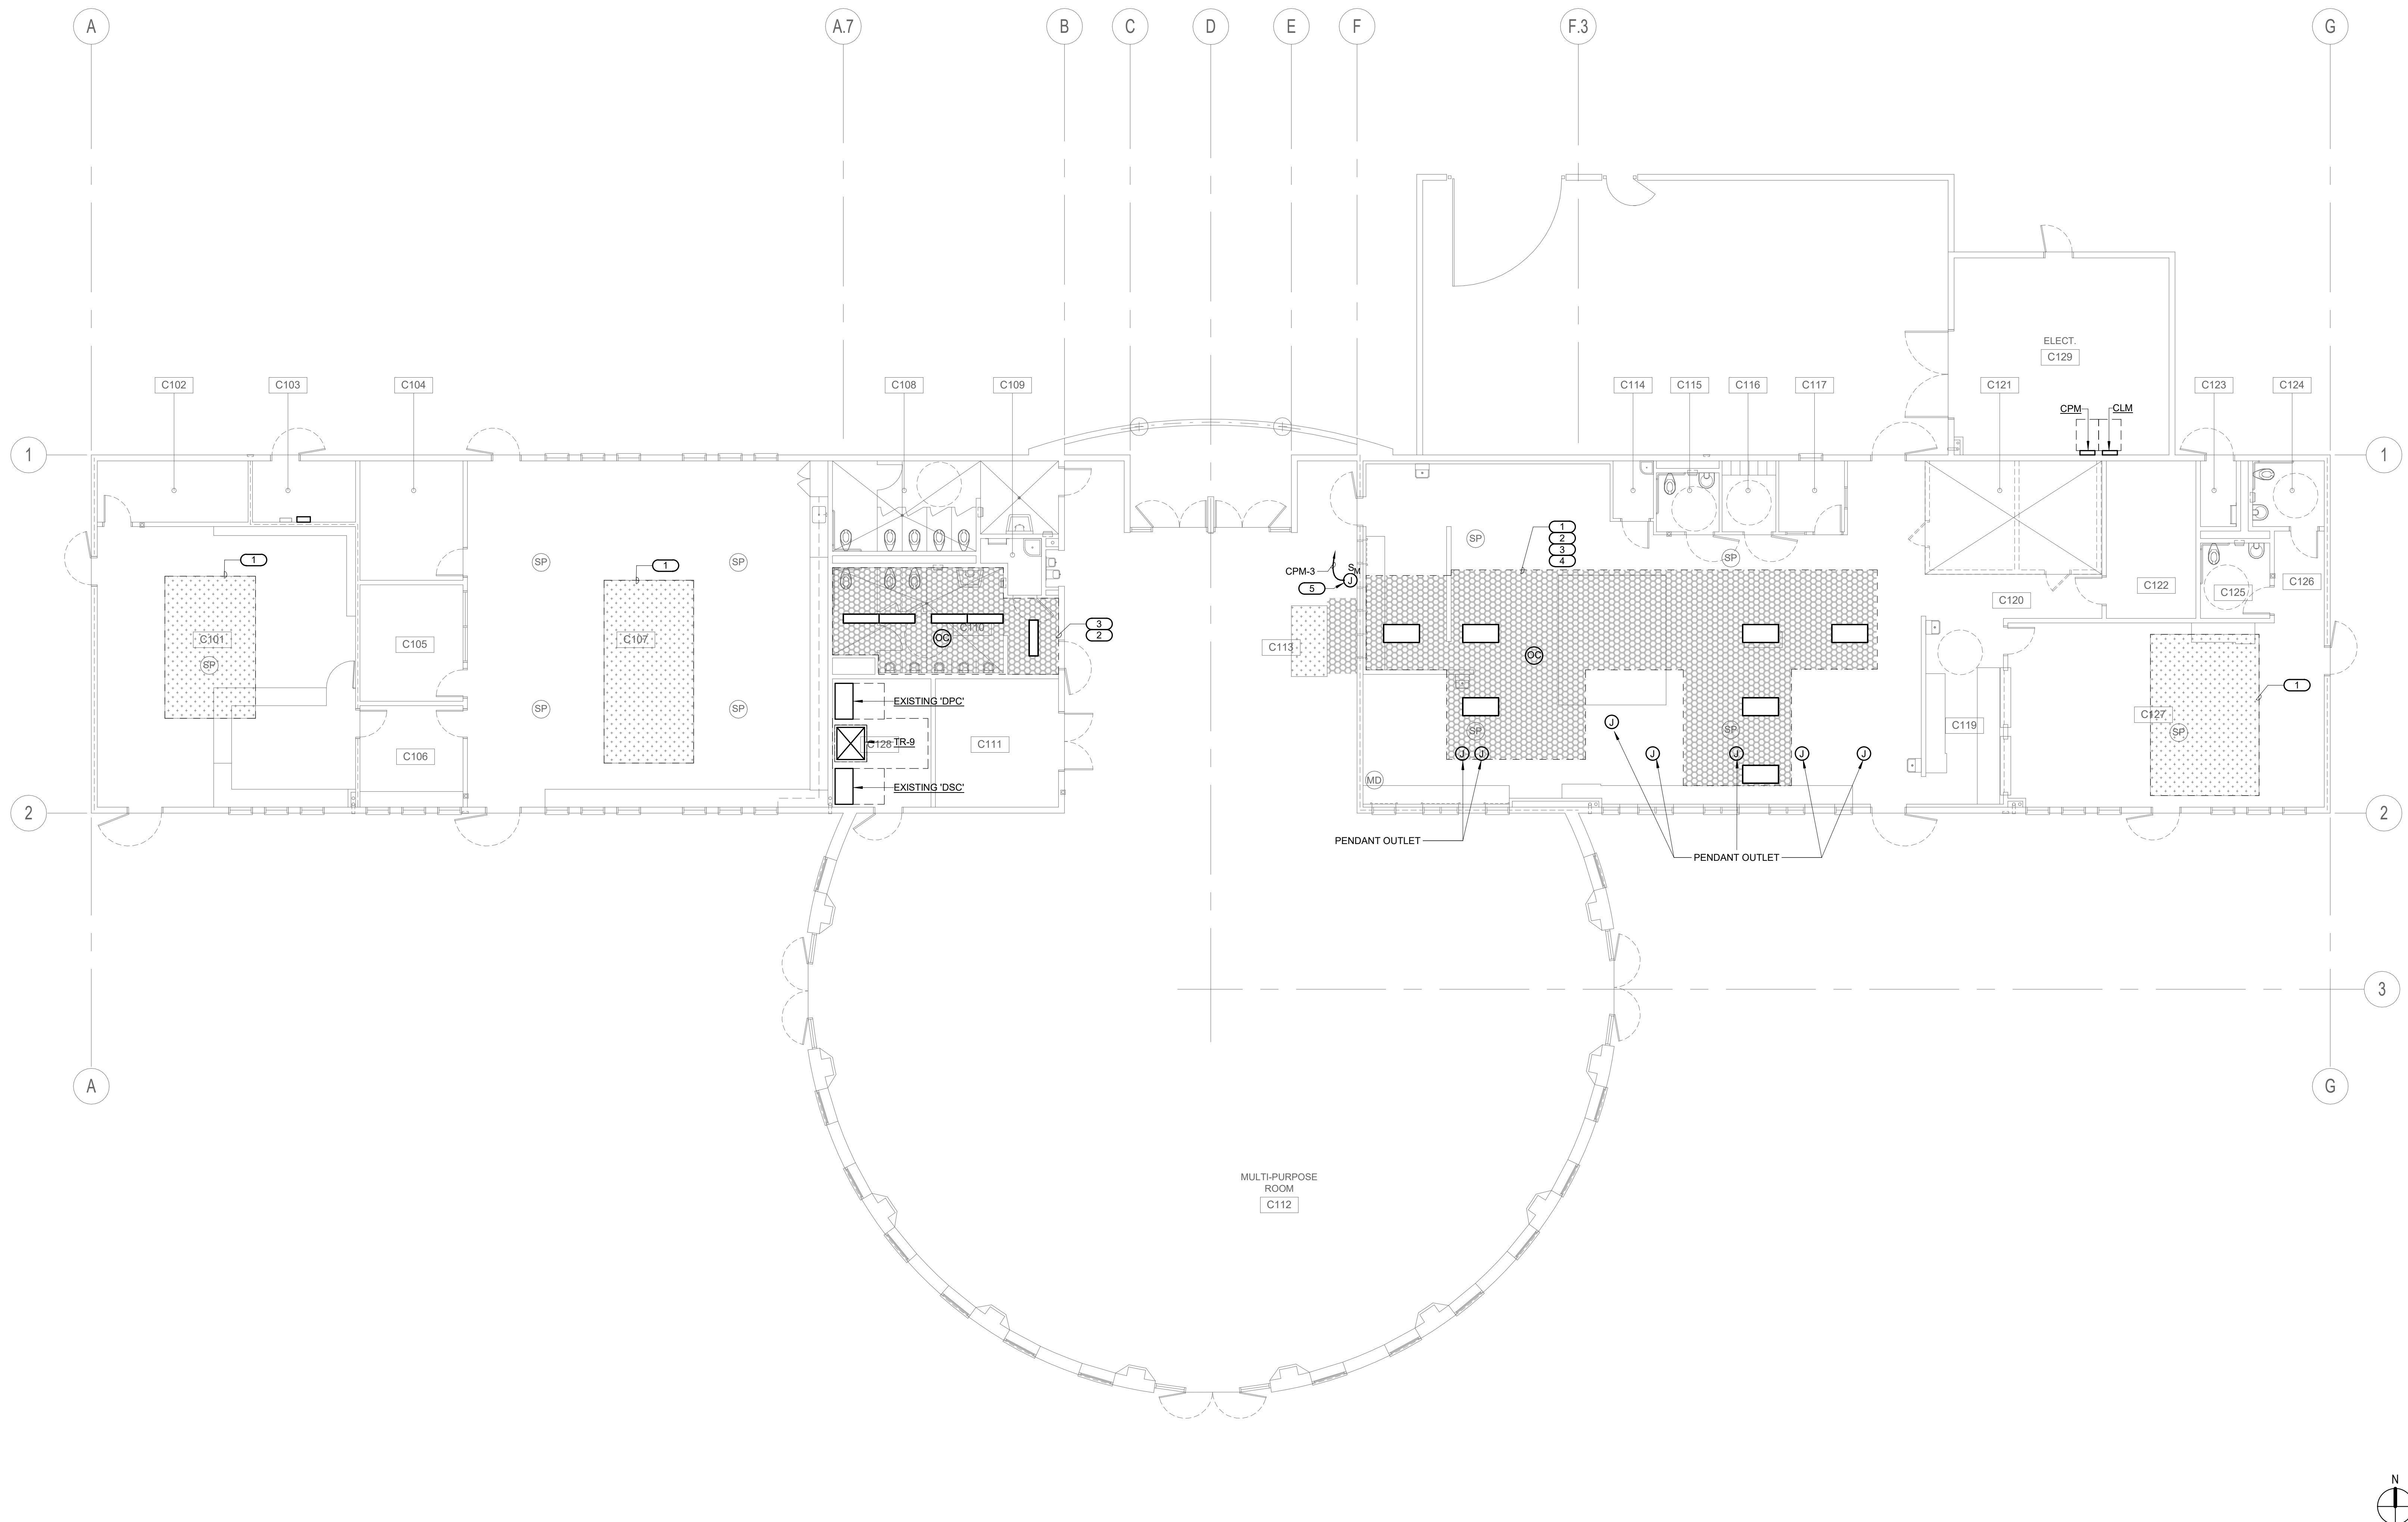 A
A.7
B
C
D
E
F
F.3
G
ELECT.
C129
C102
C103
C104
C108
C109
C114
C115
C116
C117
C121
C123
C124
CPM
CLM
1
1
1
1
SP
SP
SP
SP
1
2
3
4
CPM-3
SM
J
5
C101
SP
C105
C107
OC
C110
3
2
C113
OC
C120
C122
C125
C126
1
EXISTING 'DPC'
SP
SP
C128
TR-9
C111
C106
EXISTING 'DSC'
SP
SP
J
J
J
J
J
J
J
MD
C119
C127
SP
2
2
PENDANT OUTLET
PENDANT OUTLET
3
A
G
MULTI-PURPOSE
ROOM
C112
N